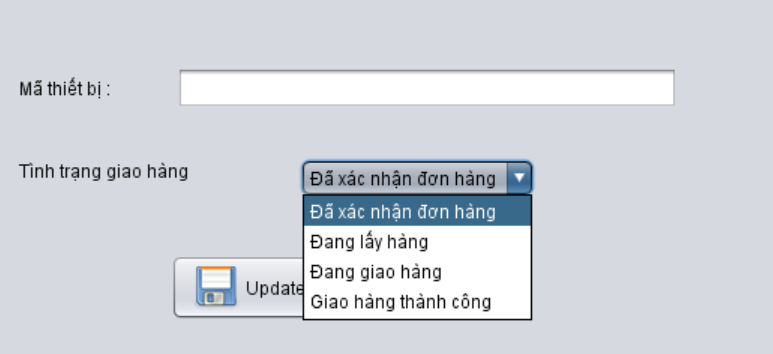 Mã thiết bị :
Tình trạng giao hàng
Đã xác nhận đơn hàng
Đã xác nhận đơn hàng
Đang lấy hàng
Đang giao hàng
Giao hàng thành công
Update